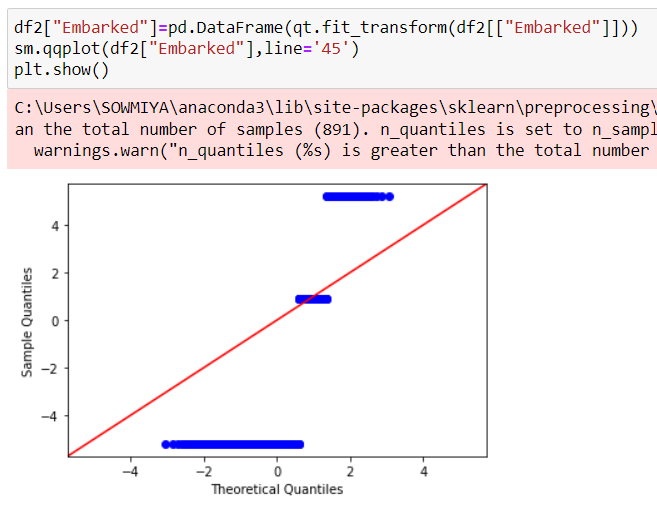 df2["Embarked"]=pd.DataFrame(qt.fit_transform(df2[["Embarked"]]))
sm.qqplot(df2["Embarked"],line='45')
plt.show()
C:\Users\SOWMIYA\anaconda3\lib\site-packages\sklearn\preprocessing\
an the total number of samples (891). n_quantiles is set to n_sampl
warnings.warn("n_quantiles (%s) is greater than the total number
4
2
0
−2
−4
Sample Quantiles
−4 −2 0 2 4
Theoretical Quantiles